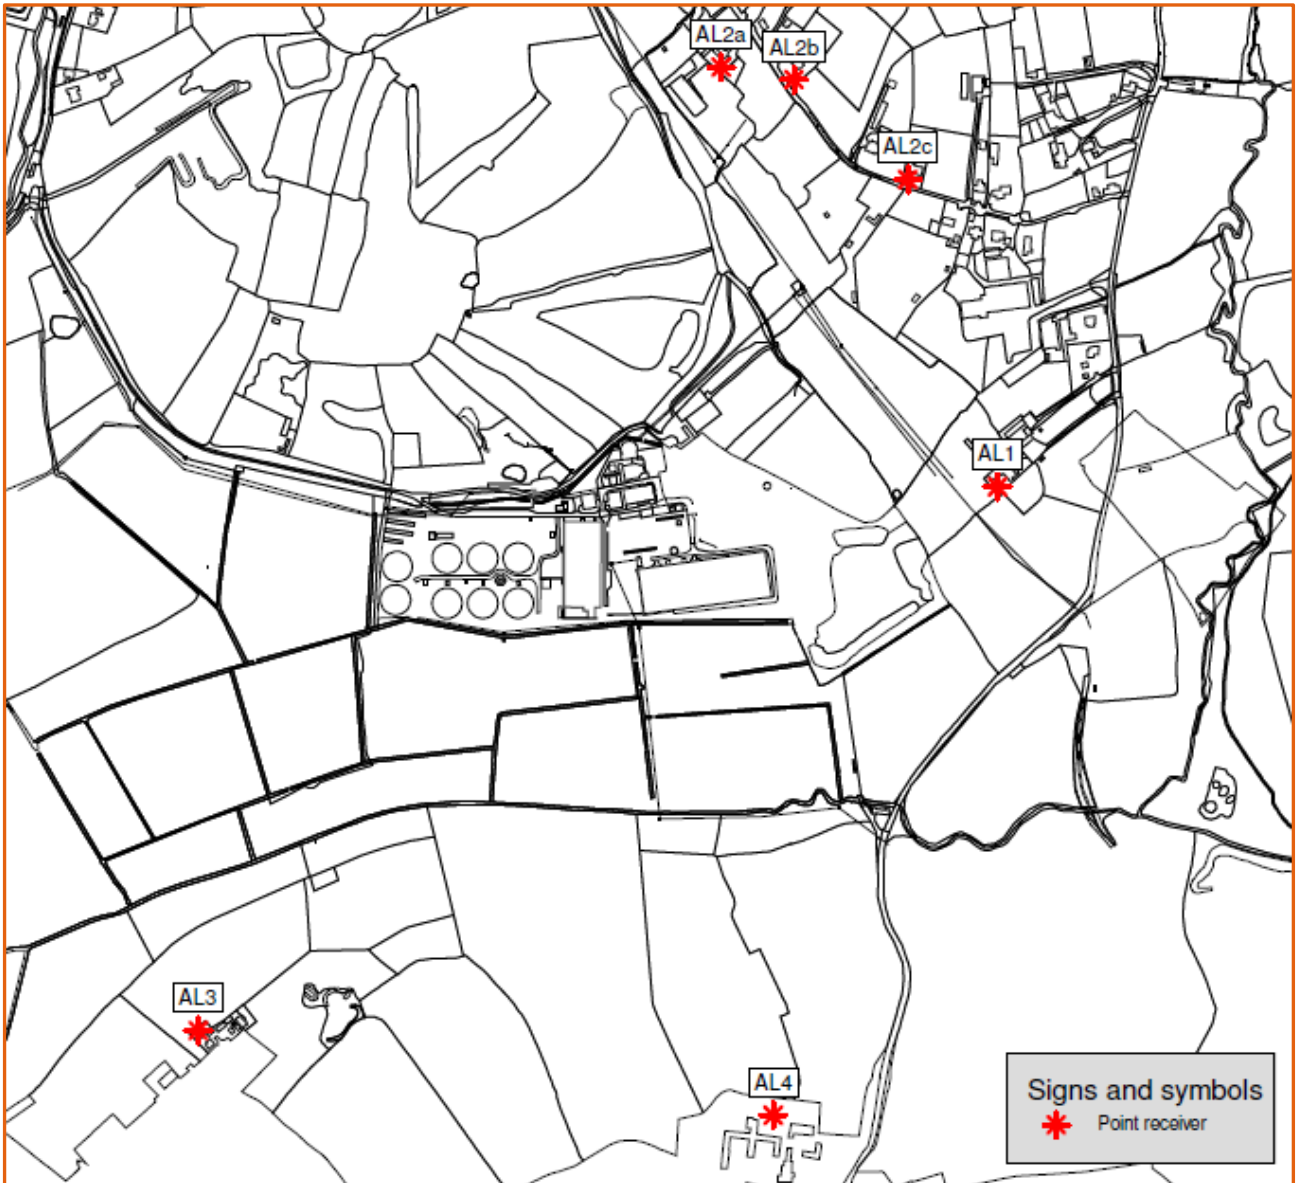 AL2a
AL2b
AL2c
AL1
AL3
AL4
Signs and symbols
Point receiver